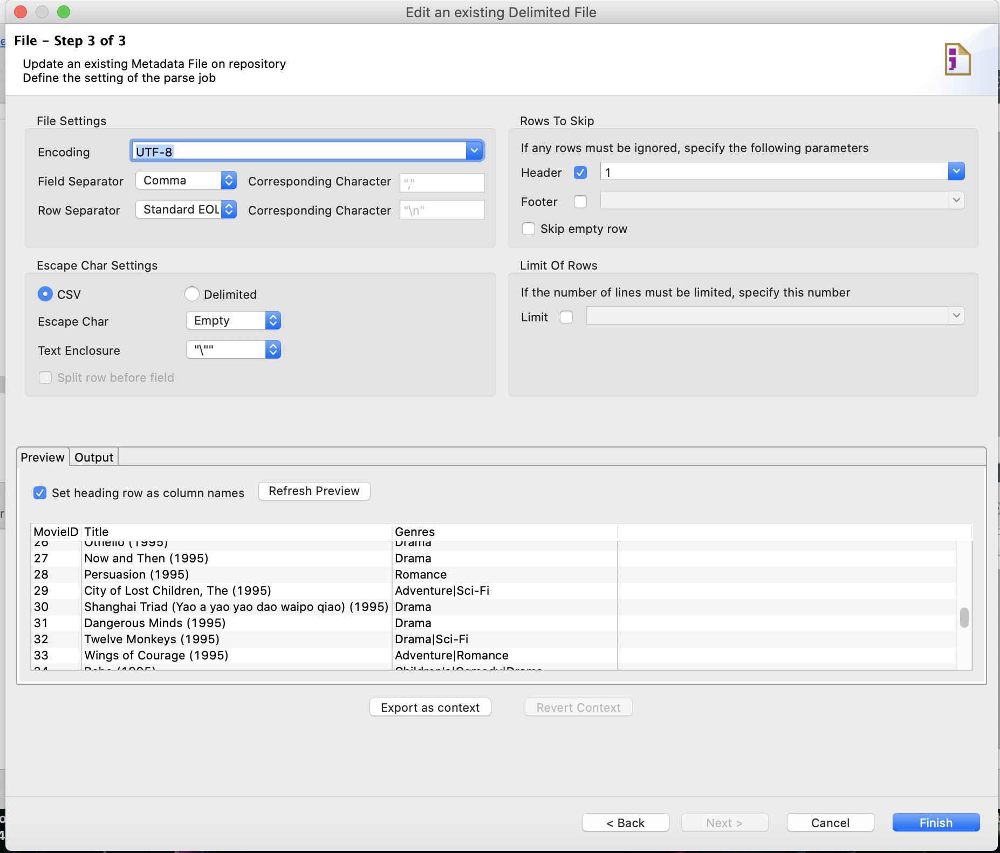 Edit an existing Delimited File
File – Step 3 of 3
Update an existing Metadata File on repository
Define the setting of the parse job
File Settings
Encoding UTF-8
Field Separator Comma Corresponding Character ","
Row Separator Standard EOL Corresponding Character "\n"
Rows To Skip
If any rows must be ignored, specify the following parameters
Header 1
Footer
Skip empty row
Escape Char Settings
CSV Delimited
Escape Char Empty
Text Enclosure "\""
Split row before field
Limit Of Rows
If the number of lines must be limited, specify this number
Limit
Preview Output
Set heading row as column names Refresh Preview
MovieID Title Genres
26 Othello (1995) Drama
27 Now and Then (1995) Drama
28 Persuasion (1995) Romance
29 City of Lost Children, The (1995) Adventure|Sci-Fi
30 Shanghai Triad (Yao a yao yao dao waipo qiao) (1995) Drama
31 Dangerous Minds (1995) Drama
32 Twelve Monkeys (1995) Drama|Sci-Fi
33 Wings of Courage (1995) Adventure|Romance
34 Babe (1995) Children's|Comedy|Drama
Export as context Revert Context
< Back Next > Cancel Finish